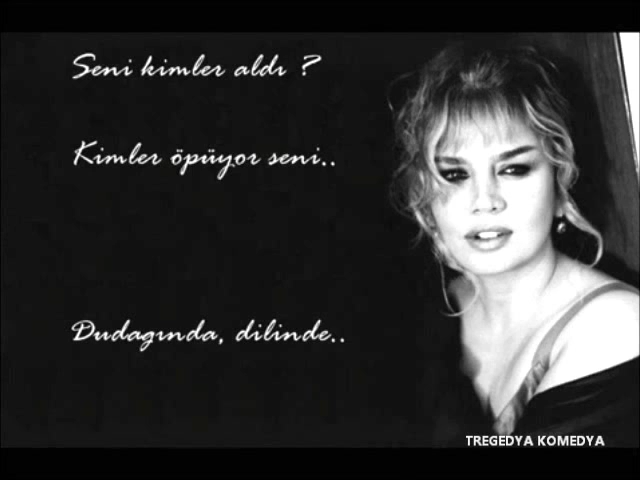 Seni kimler aldı ?
Kimler öpüyor seni..
Dudagında, dilinde..
TREGEDYA KOMEDYA